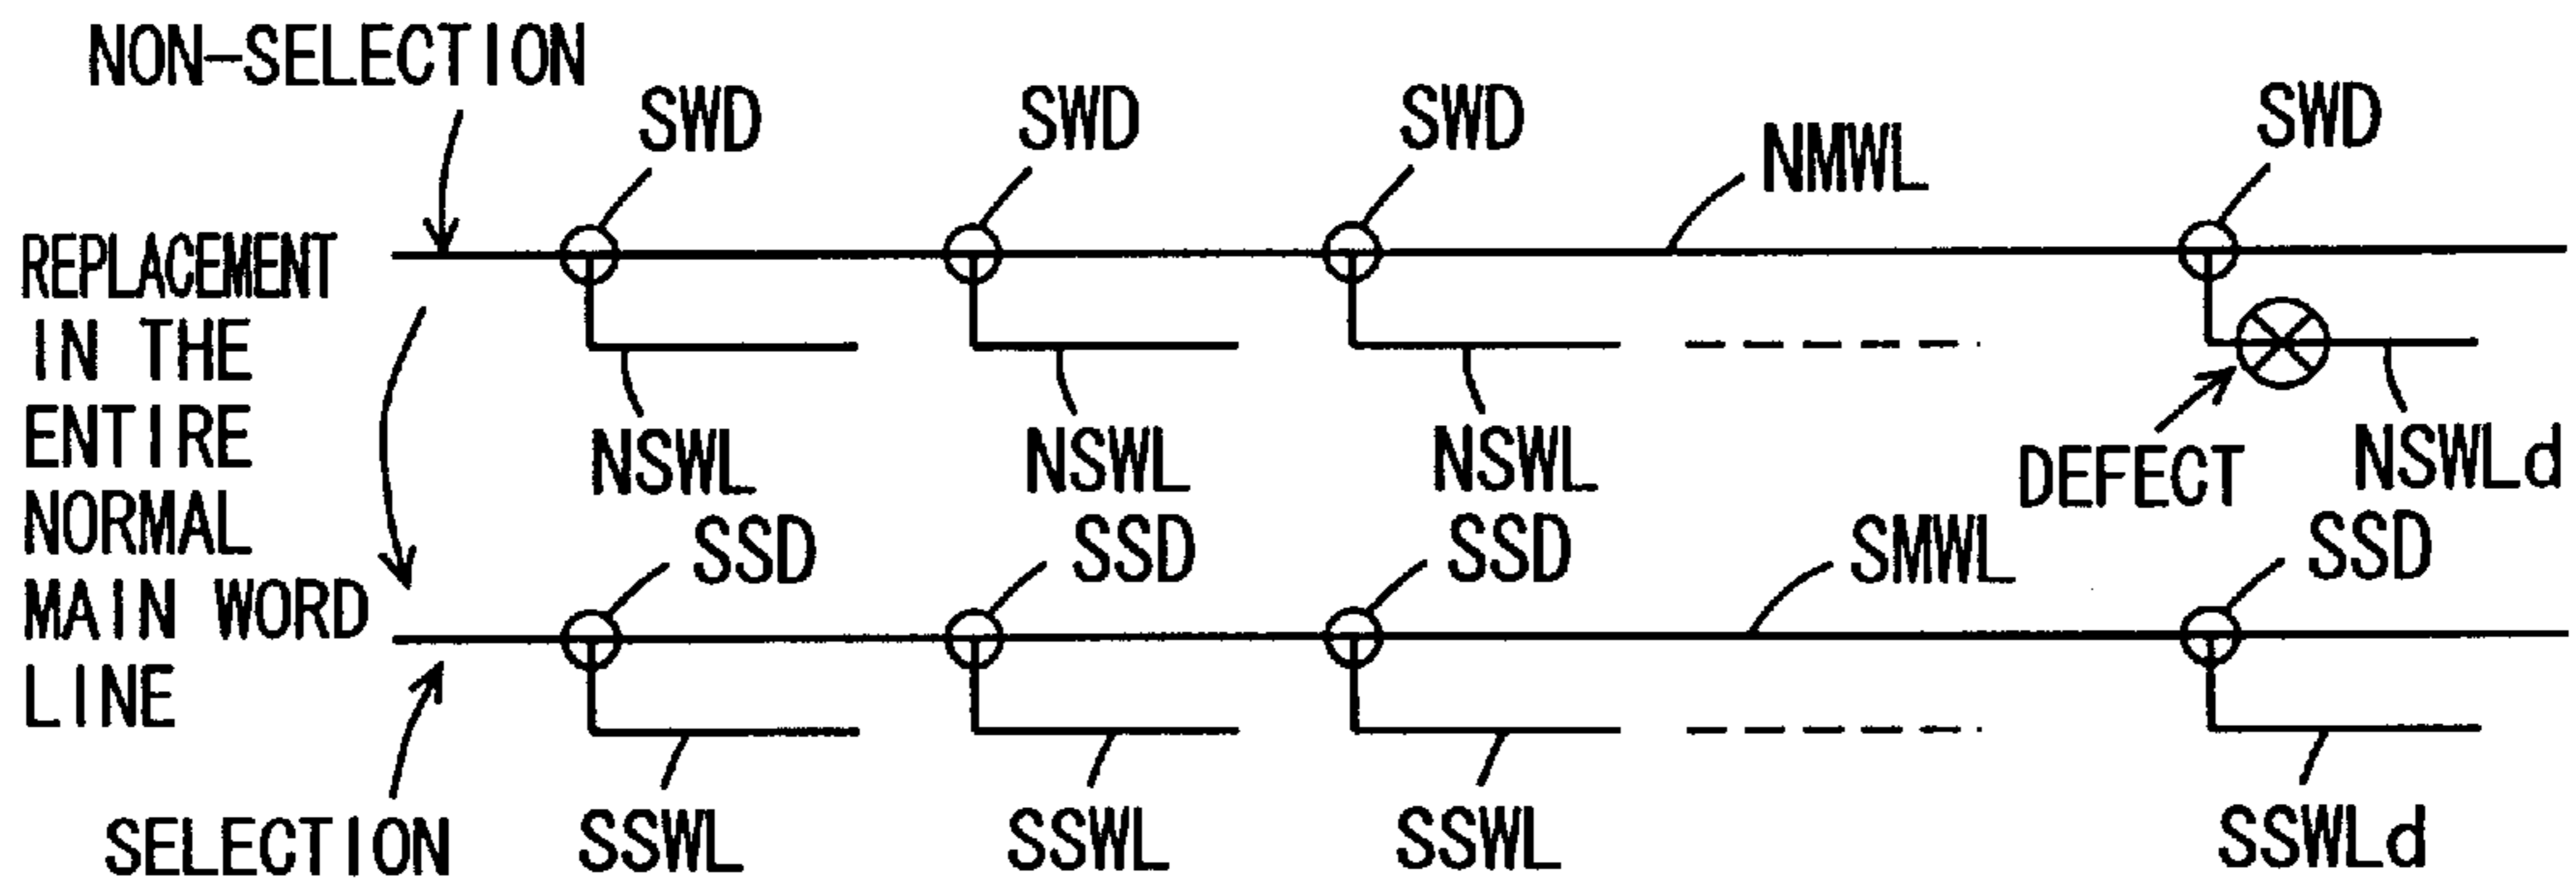 NON-SELECTION
SWD SWD SWD SWD
NMWL
REPLACEMENT
IN THE
ENTIRE
NORMAL
MAIN WORD
LINE
NSWL NSWL NSWL DEFECT NSWLd
SSD SSD SSD SMWL SSD
SELECTION SSWL SSWL SSWL SSWLd